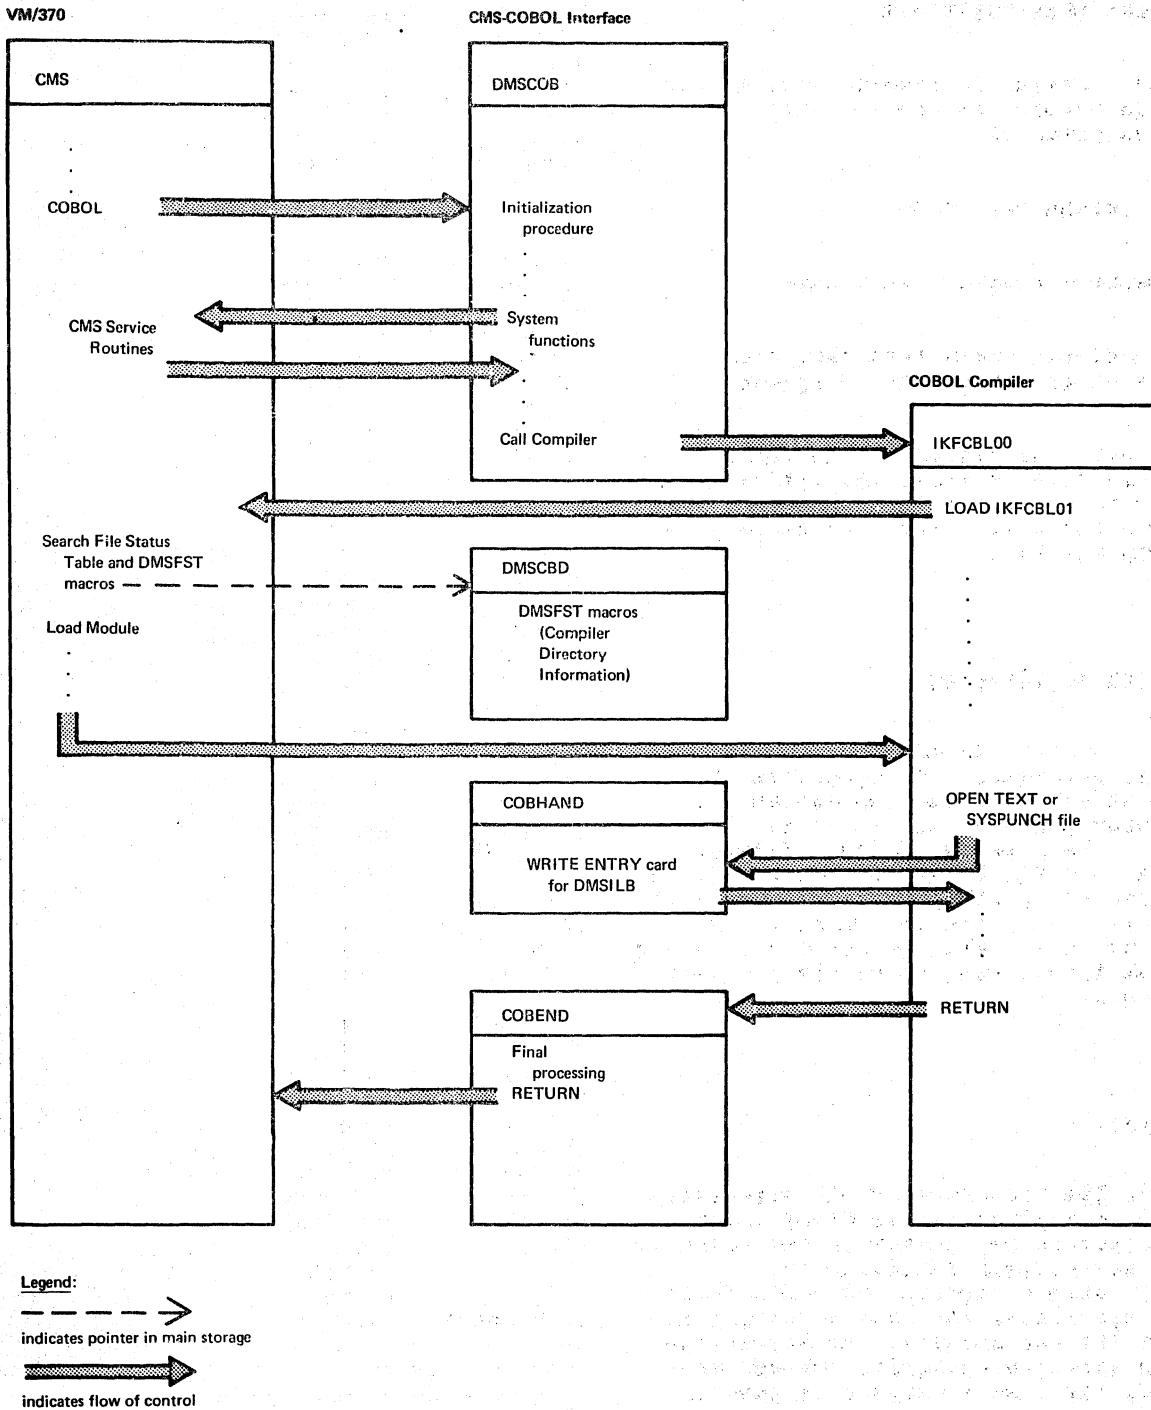 VM/370
CMS-COBOL Interface
CMS
DMSCOB
COBOL
Initialization
procedure
System
functions
CMS Service
Routines
COBOL Compiler
Call Compiler
IKFCBL00
LOAD IKFCBL01
Search File Status
Table and DMSFST
macros
DMSCBD
DMSFST macros
(Compiler
Directory
Information)
Load Module
COBHAND
OPEN TEXT or
SYSPUNCH file
WRITE ENTRY card
for DMSILB
RETURN
COBEND
Final
processing
RETURN
Legend:
indicates pointer in main storage
indicates flow of control